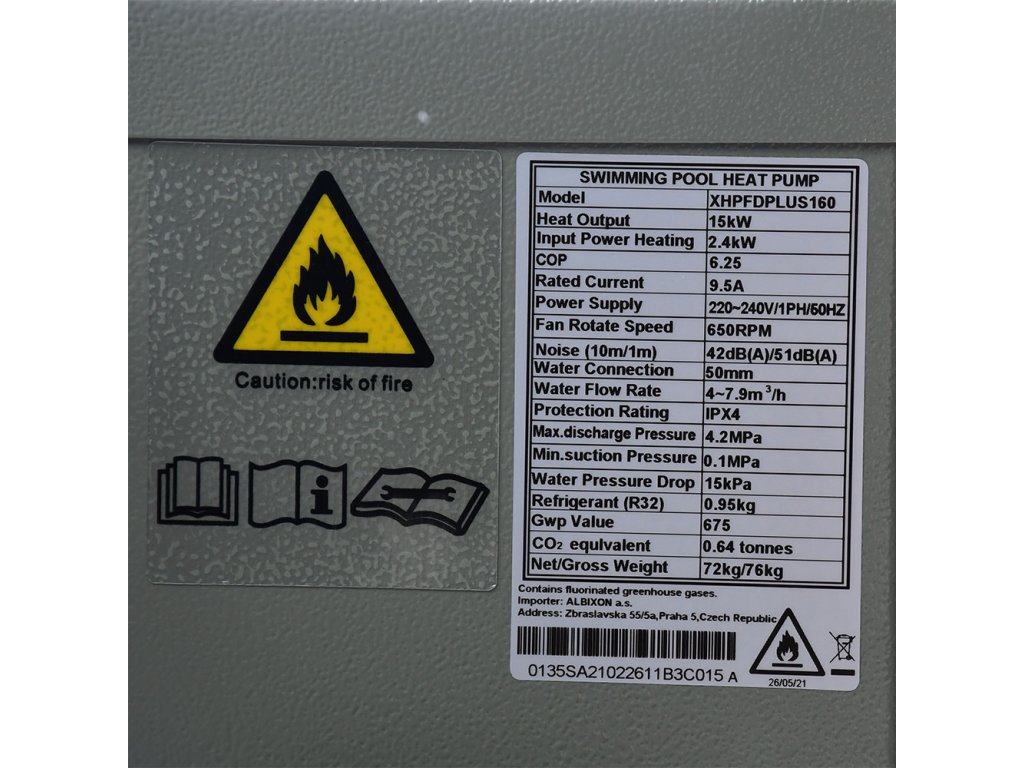 Caution:risk of fire
SWIMMING POOL HEAT PUMP
Model XHPFDPLUS160
Heat Output 15kW
Input Power Heating 2.4kW
COP 6.25
Rated Current 9.5A
Power Supply 220~240V/1PH/50HZ
Fan Rotate Speed 650RPM
Noise (10m/1m) 42dB(A)/51dB(A)
Water Connection 50mm
Water Flow Rate 4~7.9m³/h
Protection Rating IPX4
Max.discharge Pressure 4.2MPa
Min.suction Pressure 0.1MPa
Water Pressure Drop 15kPa
Refrigerant (R32) 0.95kg
Gwp Value 675
CO₂ equlvalent 0.64 tonnes
Net/Gross Weight 72kg/76kg
Contains fluorinated greenhouse gases.
Importer: ALBIXON a.s.
Address: Zbraslavska 55/5a,Praha 5,Czech Republic
0135SA21022611B3C015 A
26/05/21